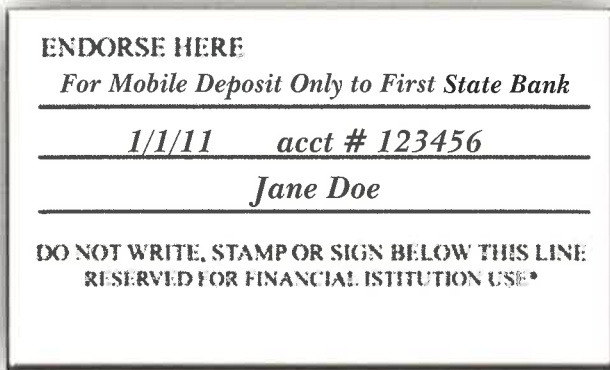 ENDORSE HERE
For Mobile Deposit Only to First State Bank
1/1/11 acct # 123456
Jane Doe
DO NOT WRITE, STAMP OR SIGN BELOW THIS LINE
RESERVED FOR FINANCIAL ISTITUTION USE*